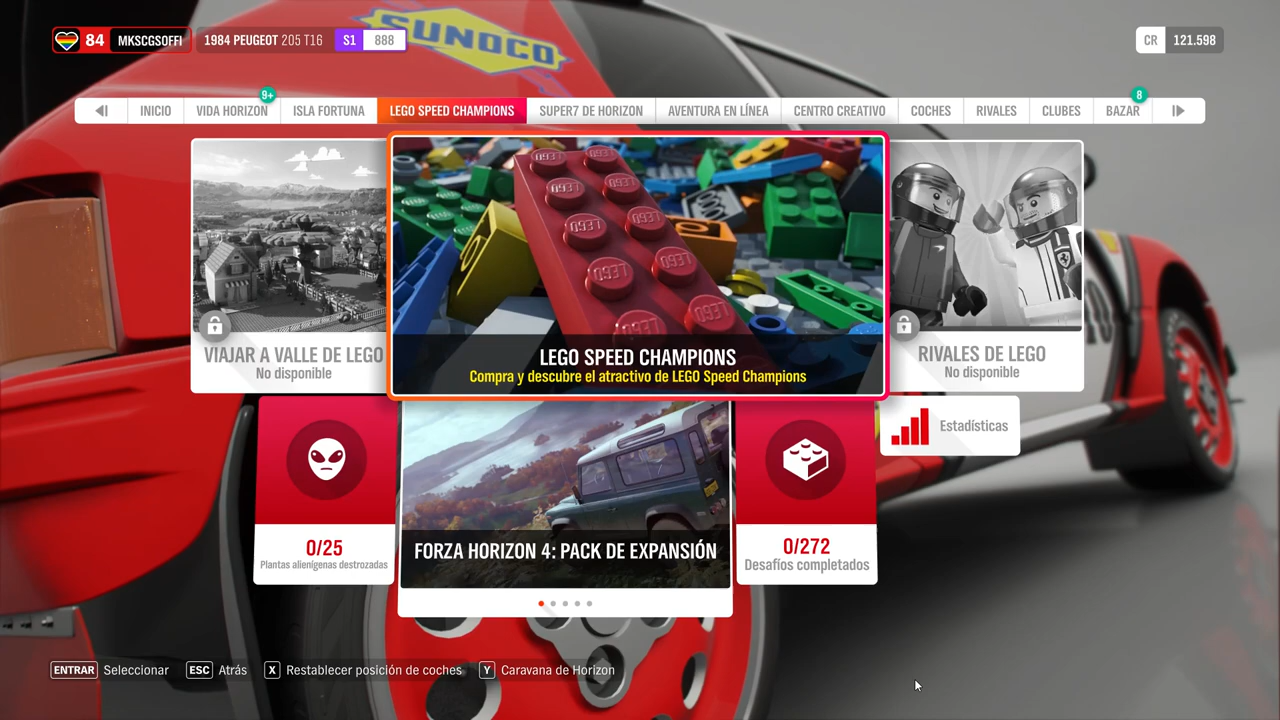 84 MKSCGSOFFI 1984 PEUGEOT 205 T16 S1 888
SUNOCO
CR 121.598
INICIO
VIDA HORIZON 9+
ISLA FORTUNA
LEGO SPEED CHAMPIONS
SUPER7 DE HORIZON
AVENTURA EN LÍNEA
CENTRO CREATIVO
COCHES
RIVALES
CLUBES
BAZAR 8
VIAJAR A VALLE DE LEGO
No disponible
LEGO SPEED CHAMPIONS
Compra y descubre el atractivo de LEGO Speed Champions
RIVALES DE LEGO
No disponible
0/25
Plantas alienígenas destrozadas
FORZA HORIZON 4: PACK DE EXPANSIÓN
0/272
Desafíos completados
Estadísticas
ENTRAR Seleccionar ESC Atrás X Restablecer posición de coches Y Caravana de Horizon